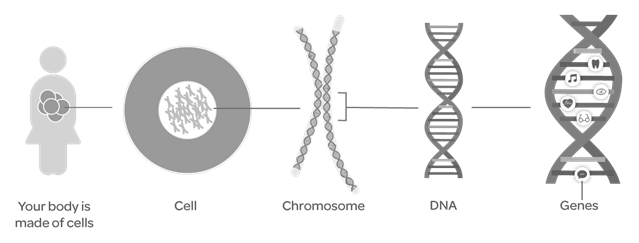 Your body is
made of cells
Cell
Chromosome
DNA
Genes